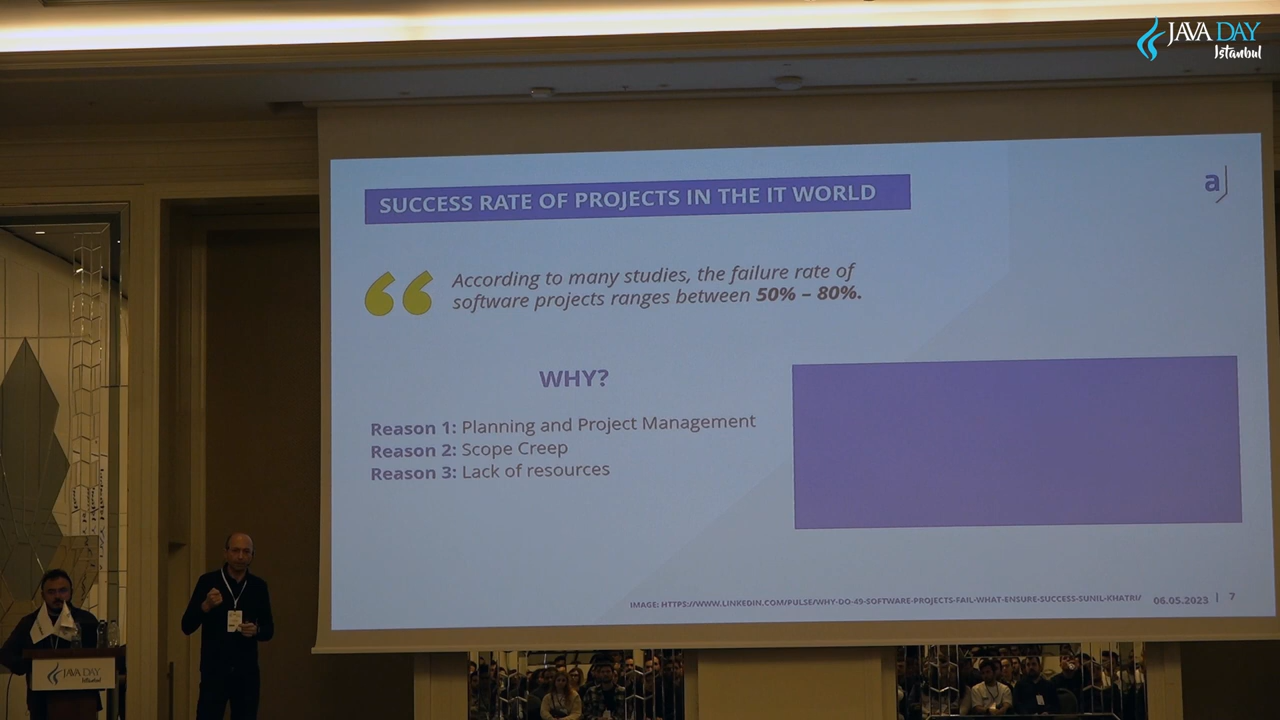 JAVA DAY
Istanbul
a
SUCCESS RATE OF PROJECTS IN THE IT WORLD
According to many studies, the failure rate of
software projects ranges between 50% – 80%.
WHY?
Reason 1: Planning and Project Management
Reason 2: Scope Creep
Reason 3: Lack of resources
IMAGE: HTTPS://WWW.LINKEDIN.COM/PULSE/WHY-DO-49-SOFTWARE-PROJECTS-FAIL-WHAT-ENSURE-SUCCESS-SUNIL-KHATRI/
06.05.2023 | 7
JAVA DAY
Istanbul